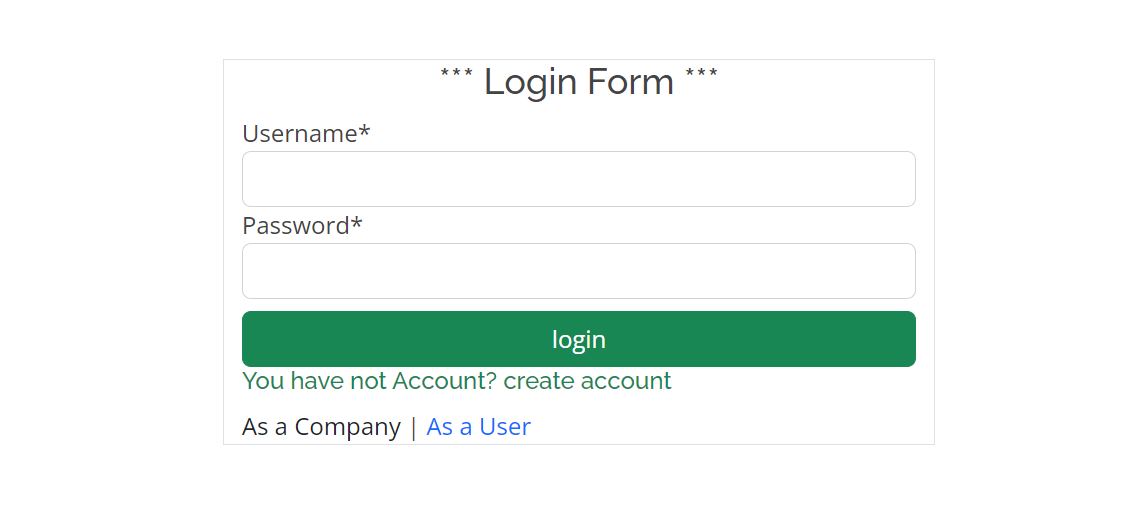 *** Login Form ***
Username*
Password*
login
You have not Account? create account
As a Company | As a User